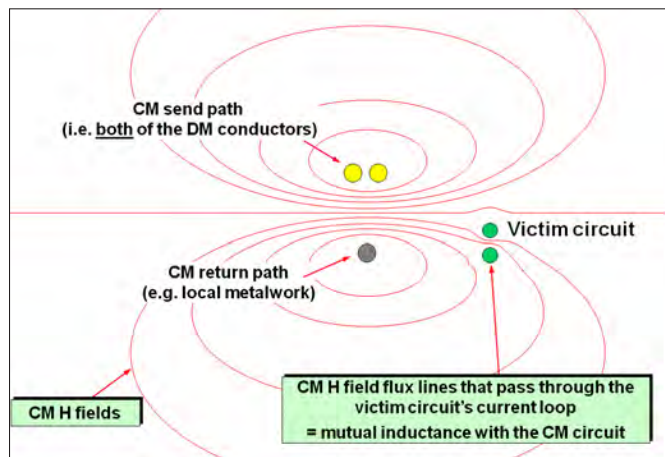 CM send path
(i.e. both of the DM conductors)
Victim circuit
CM return path
(e.g. local metalwork)
CM H fields
CM H field flux lines that pass through the
victim circuit's current loop
= mutual inductance with the CM circuit